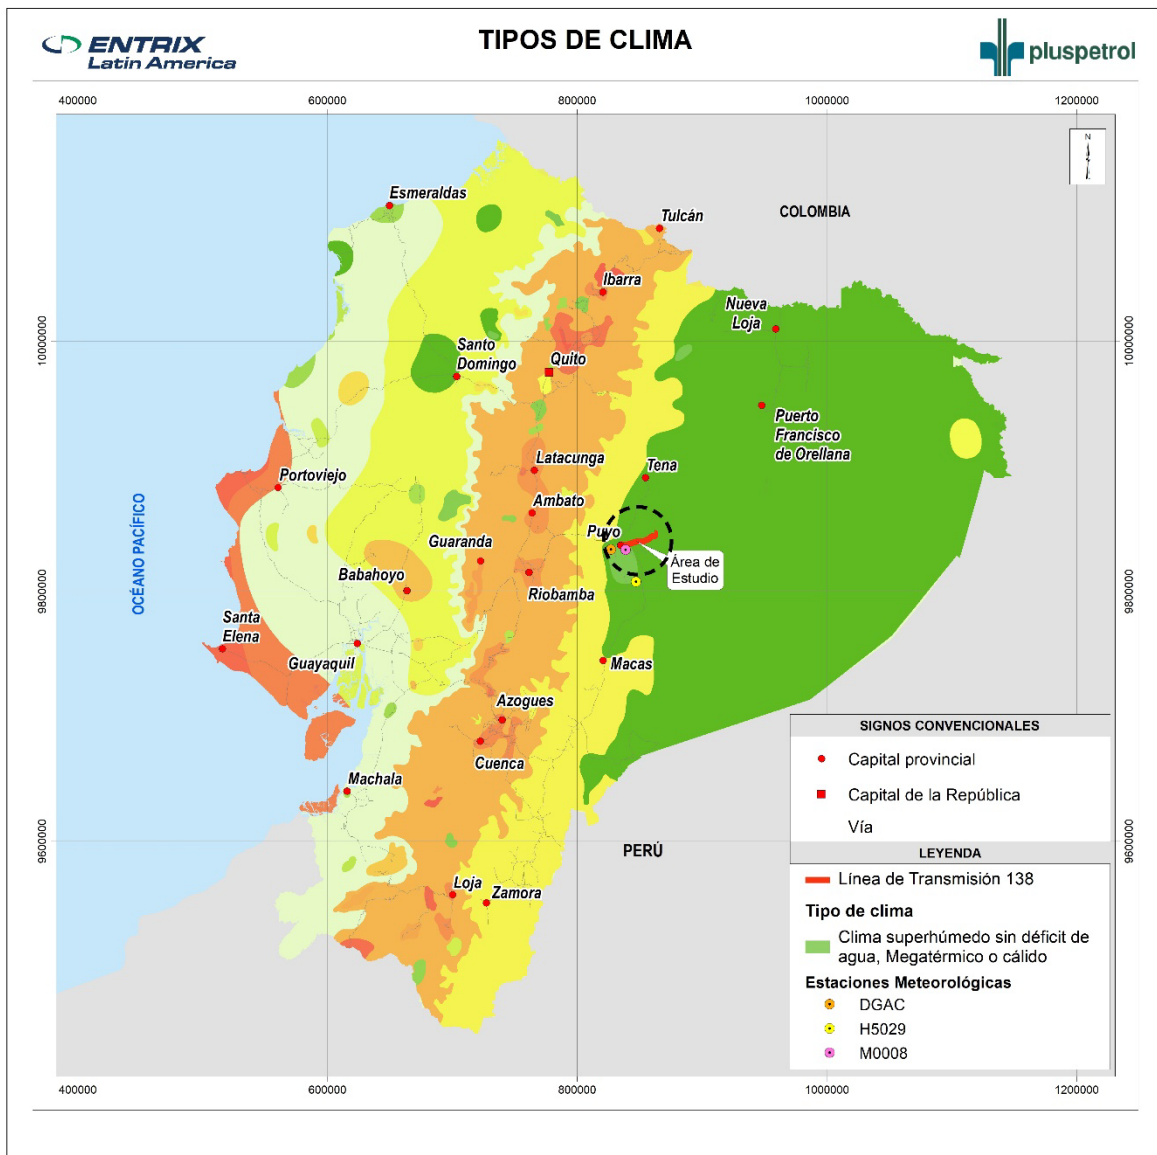 ENTRIX
Latin America
TIPOS DE CLIMA
pluspetrol
400000
600000
800000
1000000
1200000
N
Esmeraldas
Tulcán
COLOMBIA
Ibarra
Nueva
Loja
1000000
1000000
Santo
Domingo
Quito
Puerto
Francisco
de Orellana
Latacunga
Tena
Portoviejo
Ambato
OCÉANO PACÍFICO
Guaranda
Puyo
Área de
Estudio
Babahoyo
Riobamba
9800000
9800000
Santa
Elena
Guayaquil
Macas
Azogues
Cuenca
Machala
PERÚ
9600000
9600000
Loja
Zamora
SIGNOS CONVENCIONALES
Capital provincial
Capital de la República
Vía
LEYENDA
Línea de Transmisión 138
Tipo de clima
Clima superhúmedo sin déficit de
agua, Megatérmico o cálido
Estaciones Meteorológicas
DGAC
H5029
M0008
400000
600000
800000
1000000
1200000